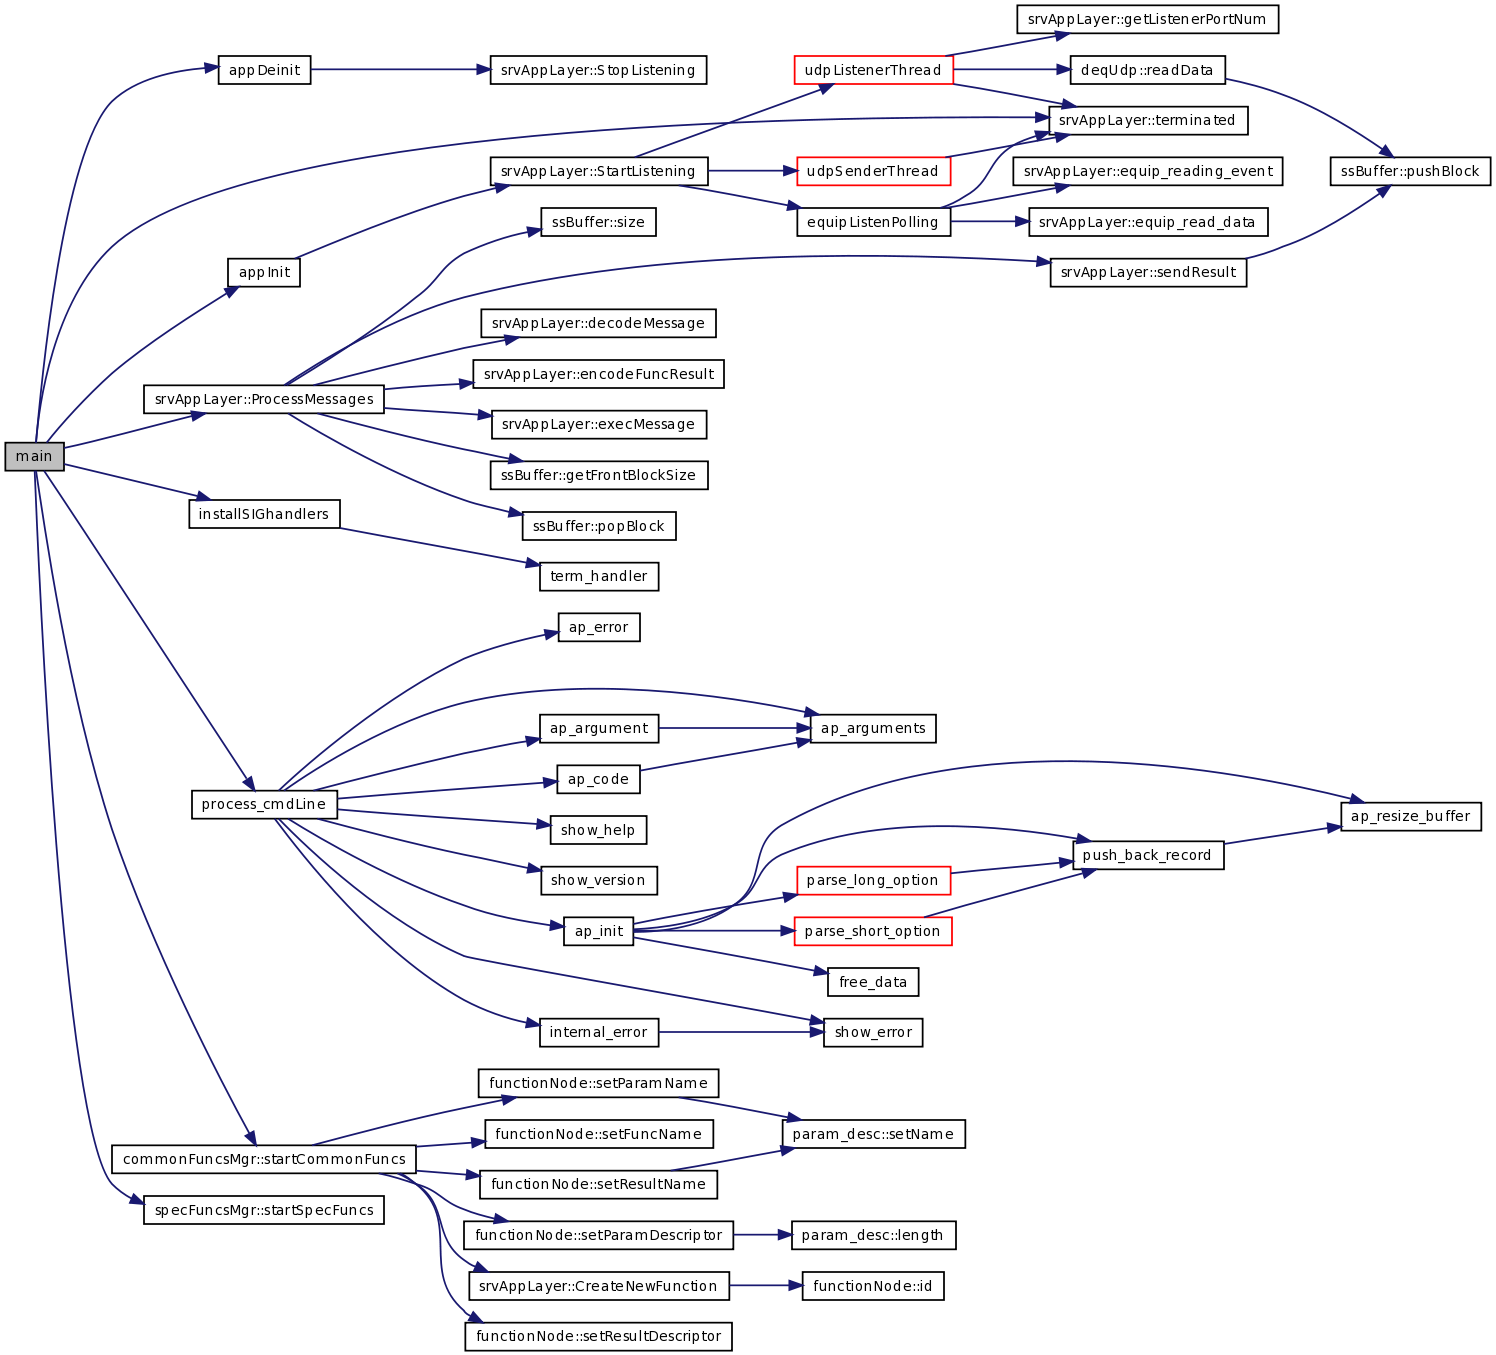 srvAppLayer::getListenerPortNum
appDeinit
srvAppLayer::StopListening
udpListenerThread
deqUdp::readData
srvAppLayer::terminated
srvAppLayer::StartListening
udpSenderThread
srvAppLayer::equip_reading_event
ssBuffer::pushBlock
ssBuffer::size
equipListenPolling
srvAppLayer::equip_read_data
appInit
srvAppLayer::sendResult
srvAppLayer::decodeMessage
srvAppLayer::encodeFuncResult
srvAppLayer::ProcessMessages
srvAppLayer::execMessage
main
ssBuffer::getFrontBlockSize
installSIGhandlers
ssBuffer::popBlock
term_handler
ap_error
ap_argument
ap_arguments
ap_code
process_cmdLine
show_help
ap_resize_buffer
push_back_record
show_version
parse_long_option
ap_init
parse_short_option
free_data
internal_error
show_error
functionNode::setParamName
functionNode::setFuncName
param_desc::setName
commonFuncsMgr::startCommonFuncs
functionNode::setResultName
specFuncsMgr::startSpecFuncs
functionNode::setParamDescriptor
param_desc::length
srvAppLayer::CreateNewFunction
functionNode::id
functionNode::setResultDescriptor